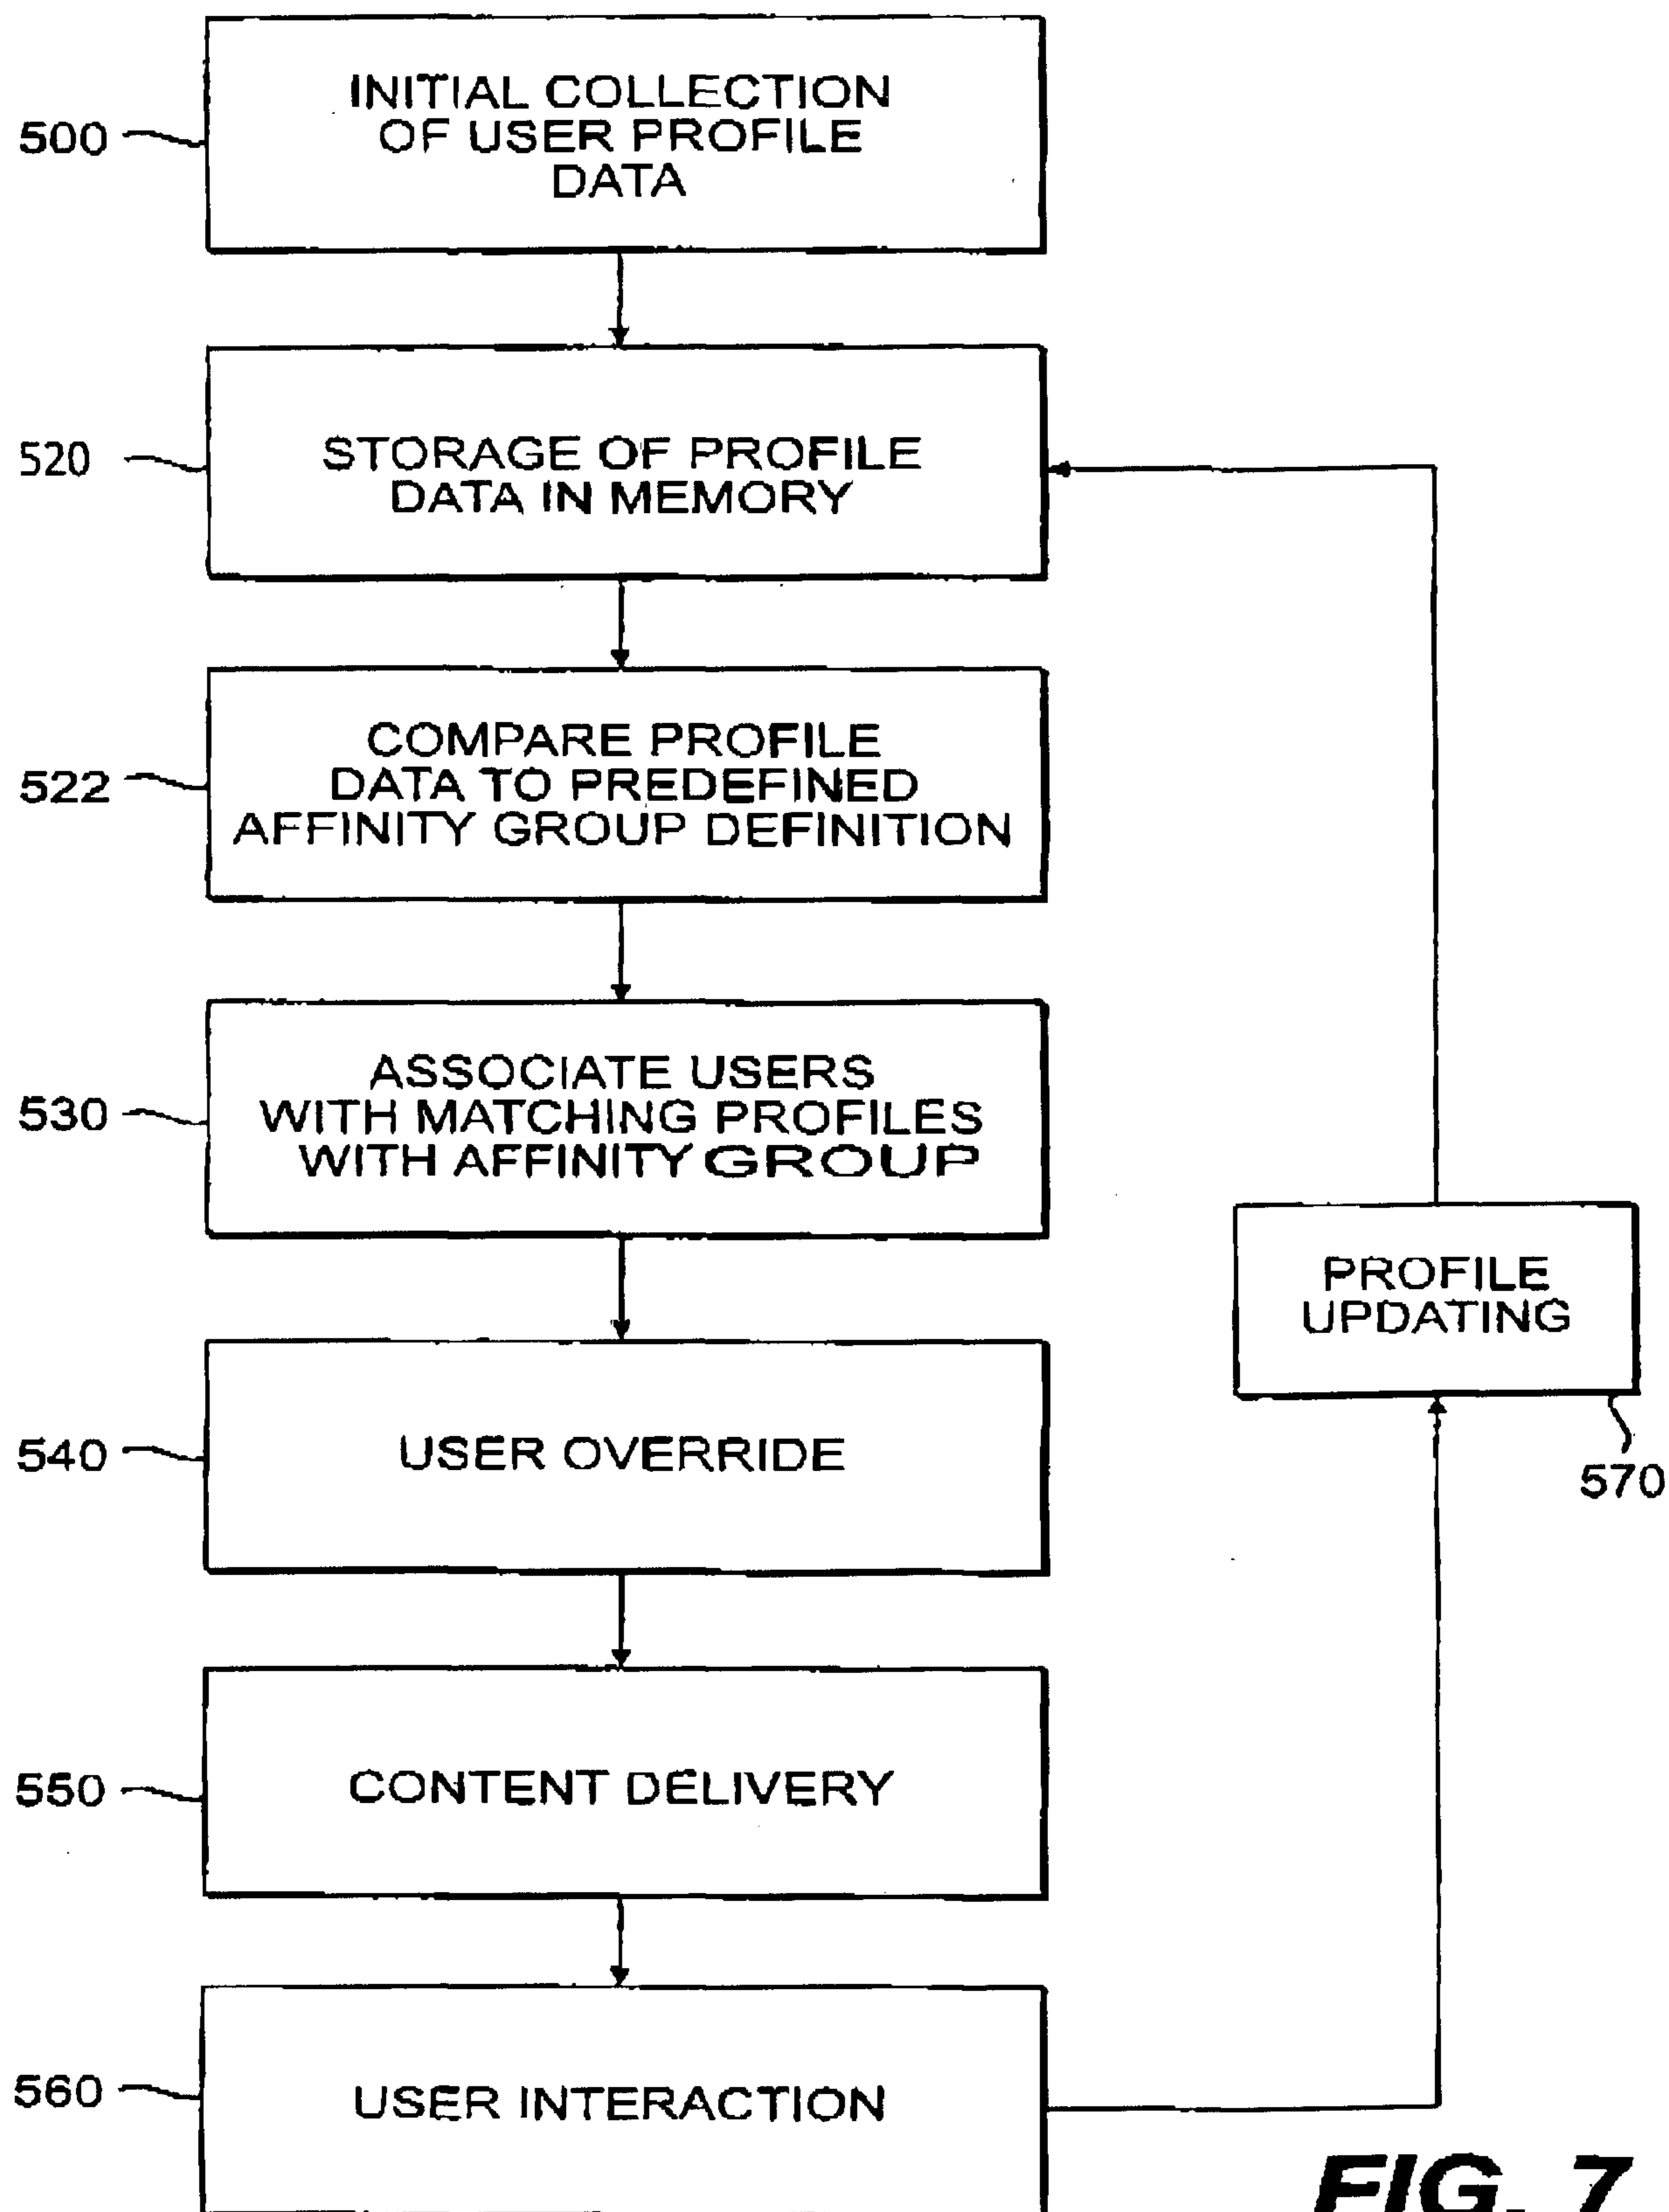 INITIAL COLLECTION
OF USER PROFILE
DATA
500
STORAGE OF PROFILE
DATA IN MEMORY
520
COMPARE PROFILE
DATA TO PREDEFINED
AFFINITY GROUP DEFINITION
522
ASSOCIATE USERS
WITH MATCHING PROFILES
WITH AFFINITY GROUP
530
PROFILE
UPDATING
570
USER OVERRIDE
540
CONTENT DELIVERY
550
USER INTERACTION
560
FIG. 7